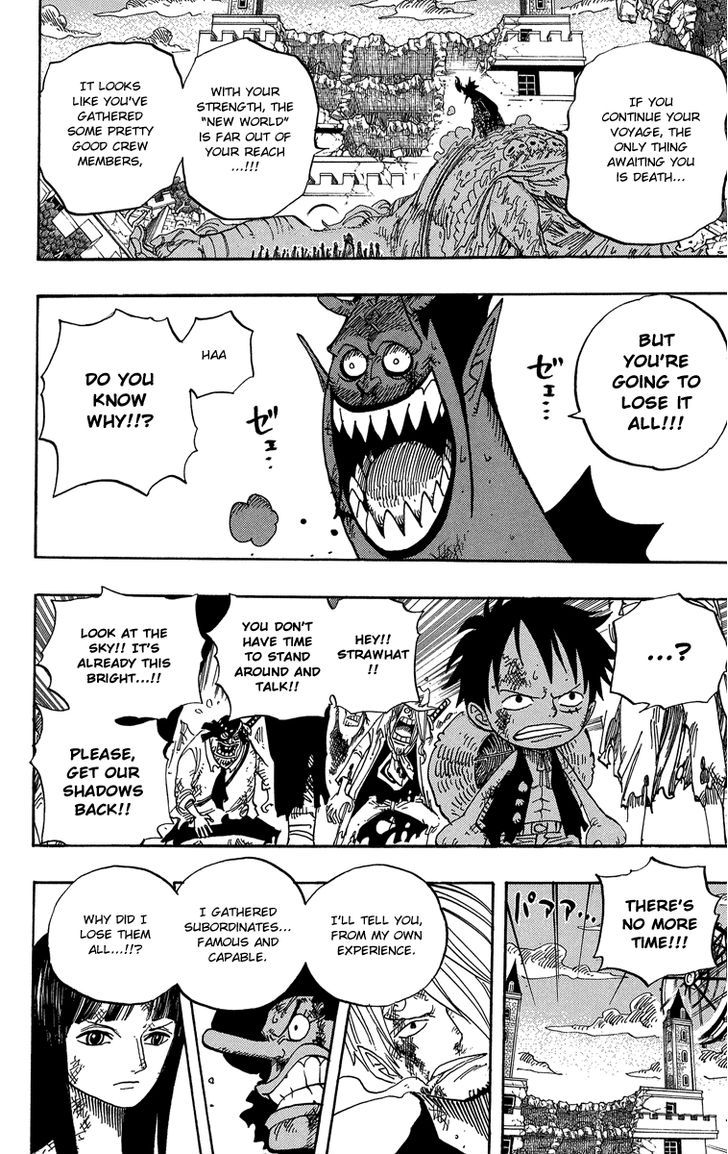 IF YOU
CONTINUE YOUR
VOYAGE, THE
ONLY THING
AWAITING YOU
IS DEATH...
WITH YOUR
STRENGTH, THE
"NEW WORLD"
IS FAR OUT OF
YOUR REACH
...!!!
IT LOOKS
LIKE YOU'VE
GATHERED
SOME PRETTY
GOOD CREW
MEMBERS,
BUT
YOU'RE
GOING TO
LOSE IT
ALL!!!
ゼェ…
ゼェ…
HAA
DO YOU
KNOW
WHY!!?
...?
HEY!!
STRAWHAT
!!
YOU DON'T
HAVE TIME
TO STAND
AROUND AND
TALK!!
LOOK AT THE
SKY!! IT'S
ALREADY THIS
BRIGHT...!!
PLEASE,
GET OUR
SHADOWS
BACK!!
THERE'S
NO MORE
TIME!!!
パアァ…
I'LL TELL YOU,
FROM MY OWN
EXPERIENCE.
I GATHERED
SUBORDINATES...
FAMOUS AND
CAPABLE.
WHY DID I
LOSE THEM
ALL...!!?